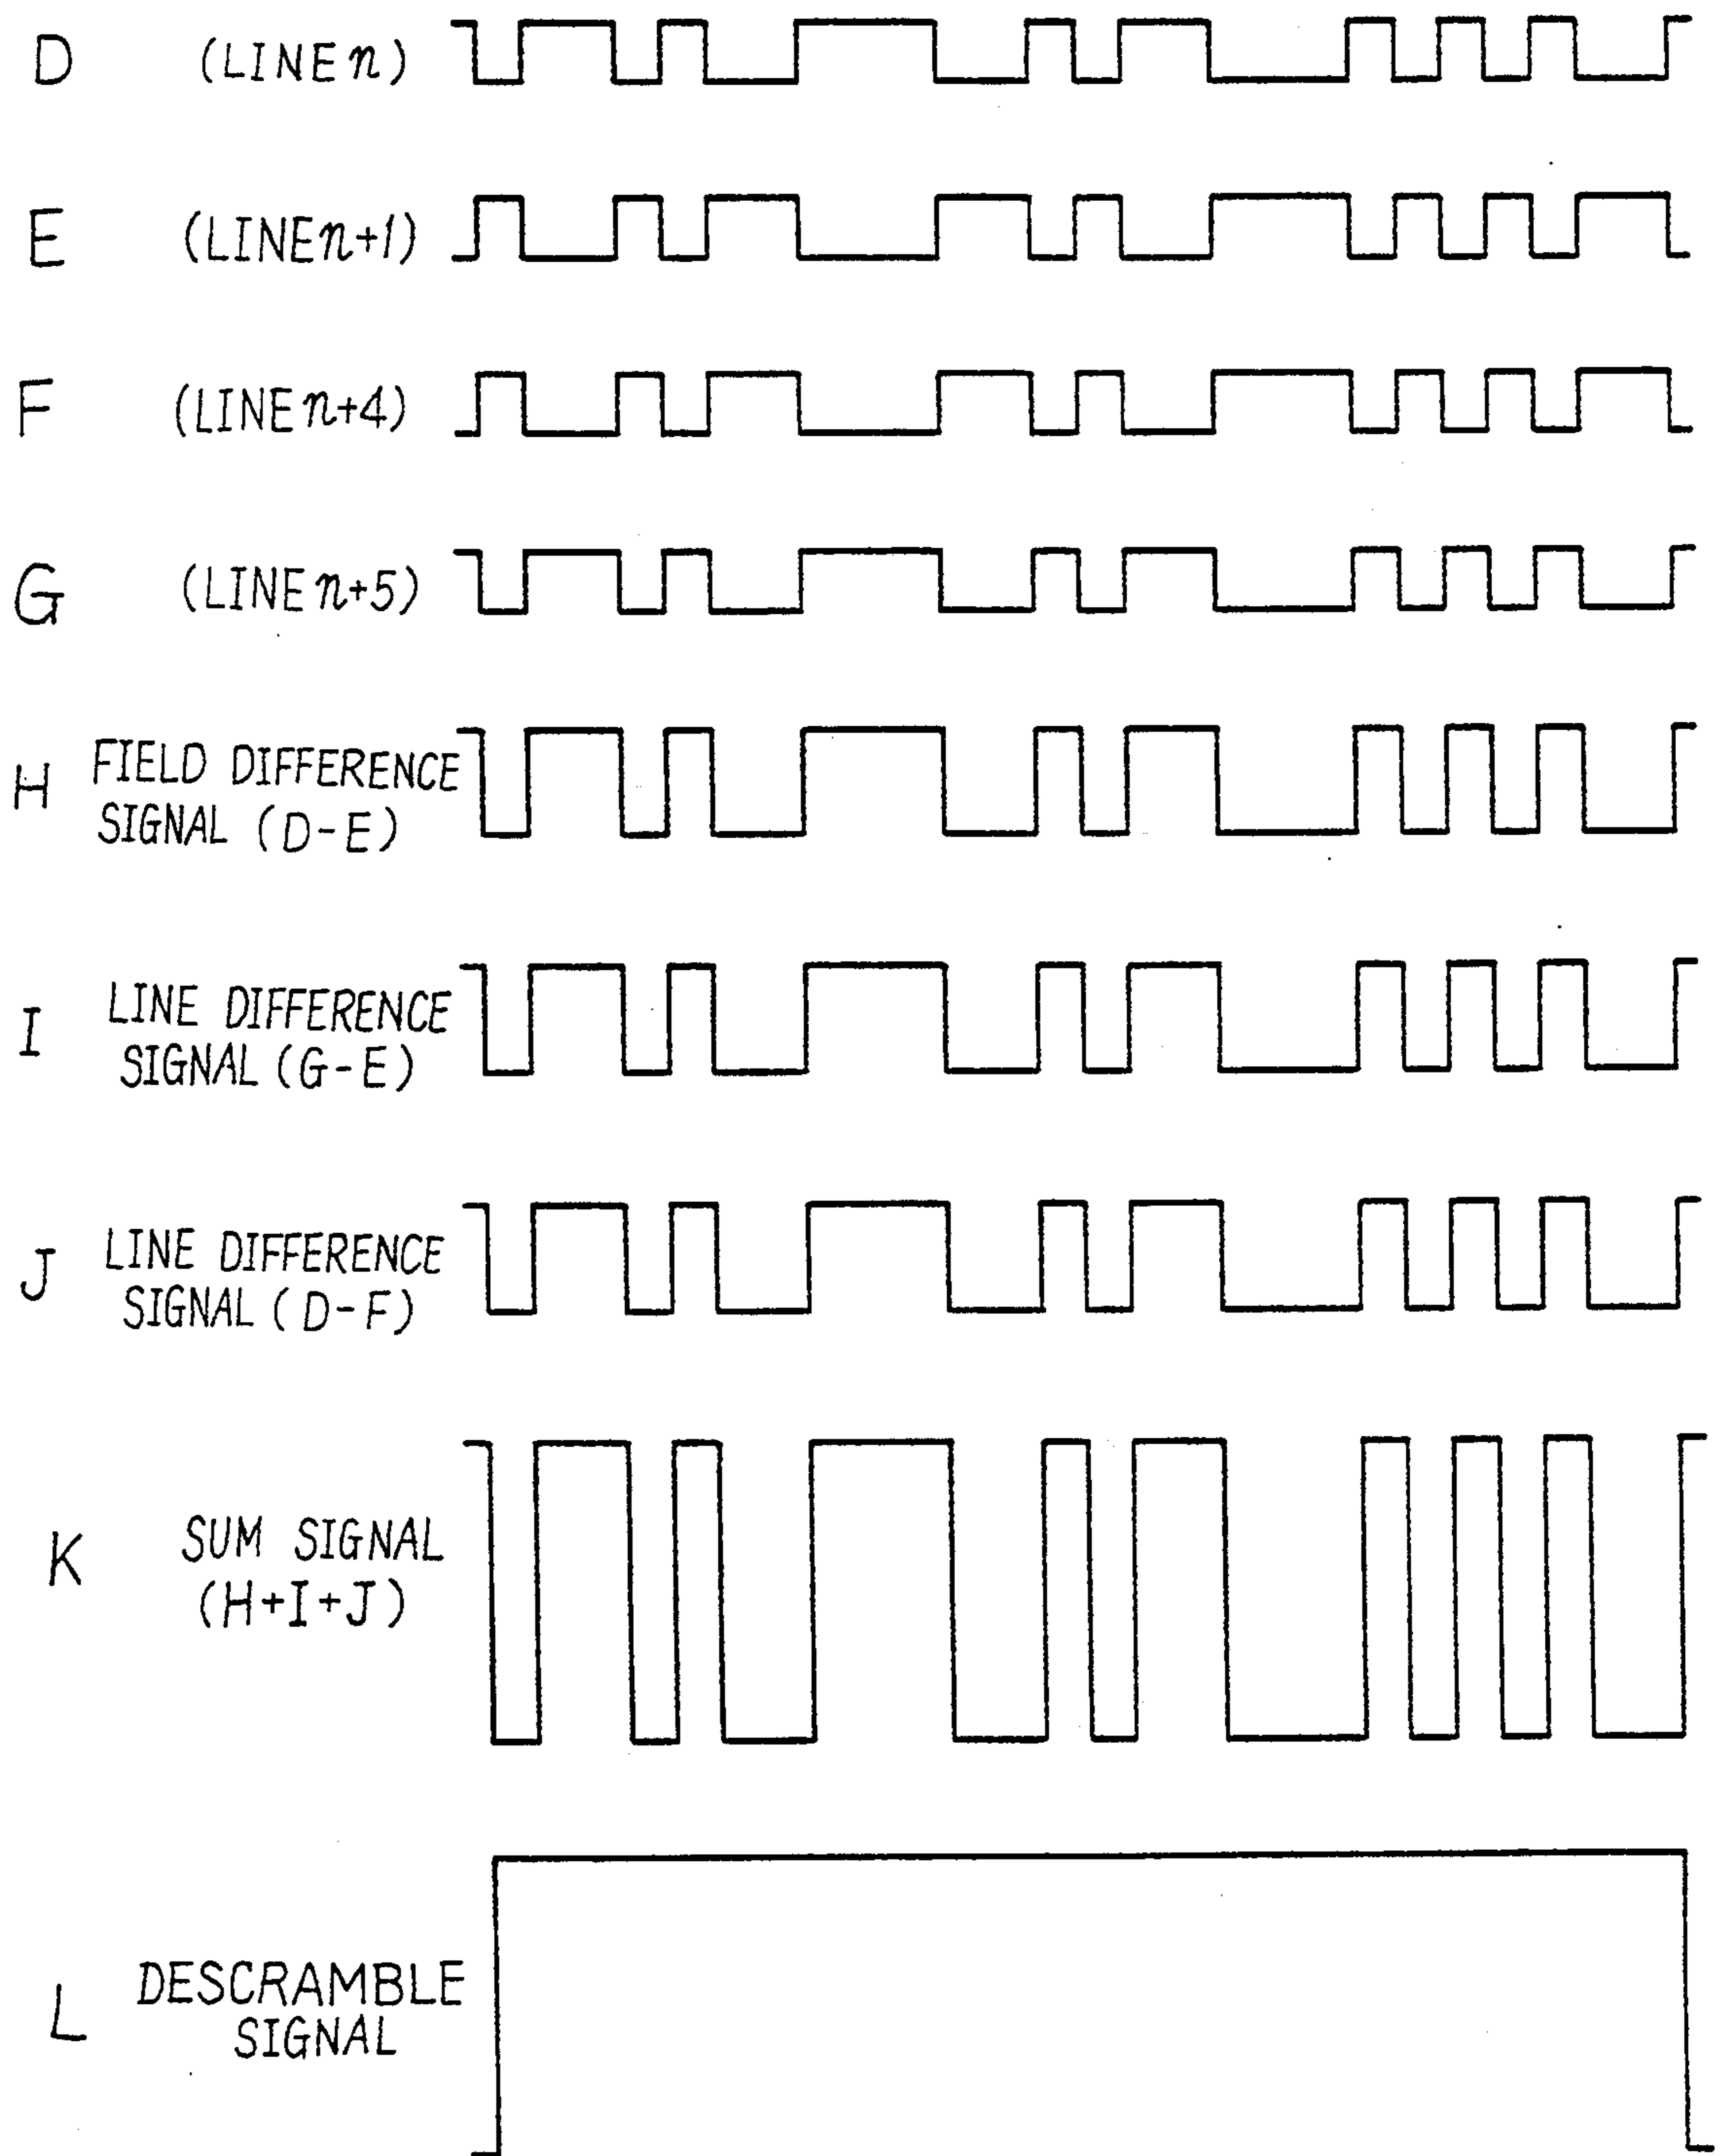 D (LINE n)
E (LINE n+1)
F (LINE n+4)
G (LINE n+5)
H FIELD DIFFERENCE
SIGNAL (D-E)
I LINE DIFFERENCE
SIGNAL (G-E)
J LINE DIFFERENCE
SIGNAL (D-F)
K SUM SIGNAL
(H+I+J)
L DESCRAMBLE
SIGNAL